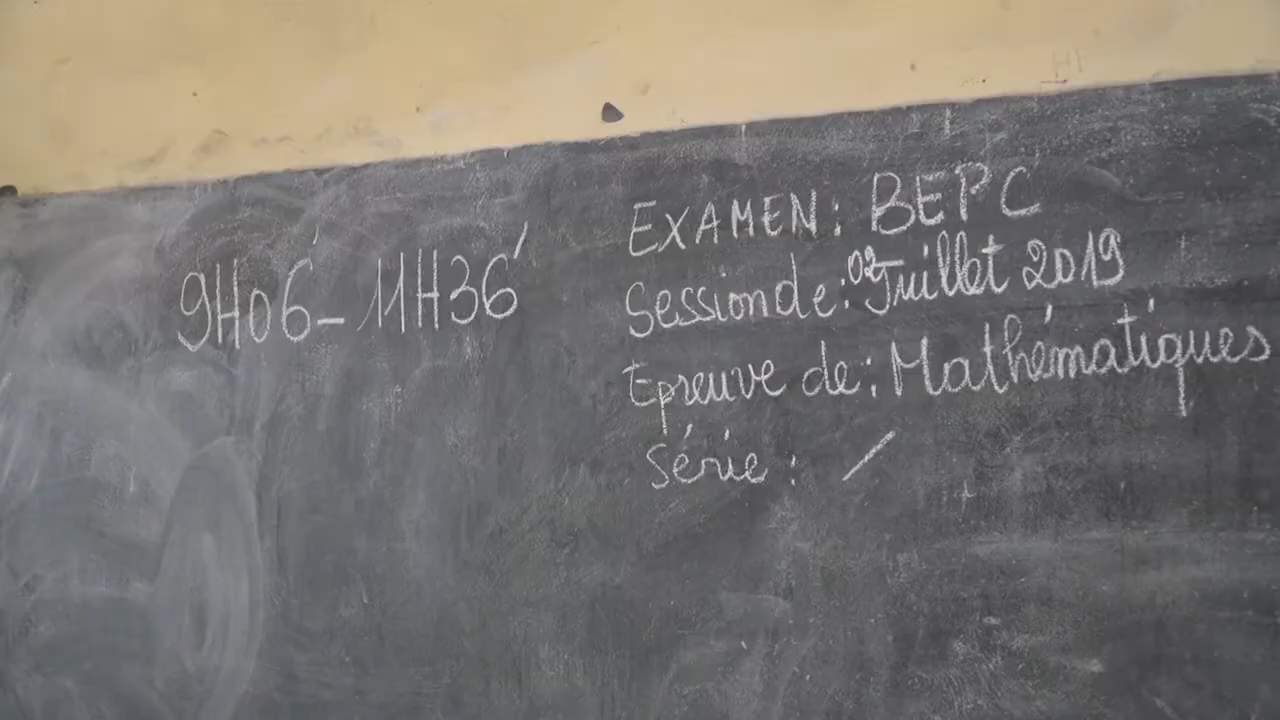 9H06'-11H36'
EXAMEN: BEPC
Session de: 02 Juillet 2019
Epreuve de: Mathématiques
Série: /